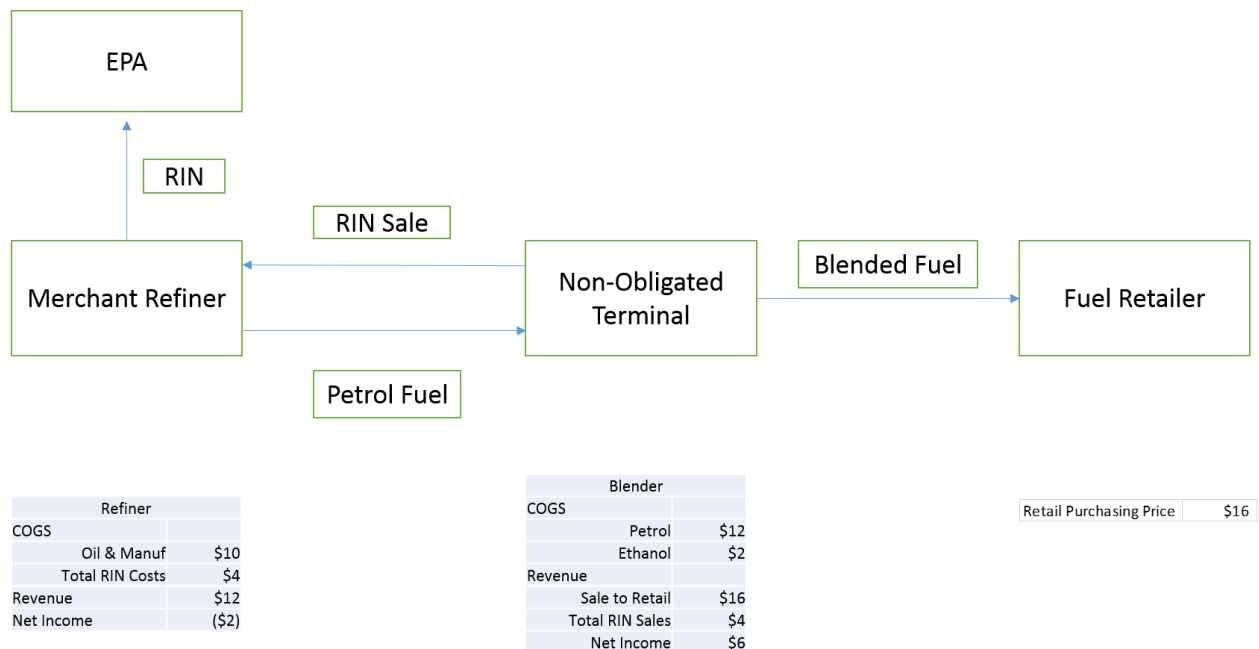 EPA
RIN
RIN Sale
Merchant Refiner
Non-Obligated
Terminal
Blended Fuel
Fuel Retailer
Petrol Fuel
Refiner
COGS
Oil & Manuf $10
Total RIN Costs $4
Revenue $12
Net Income ($2)
Blender
COGS
Petrol $12
Ethanol $2
Revenue
Sale to Retail $16
Total RIN Sales $4
Net Income $6
Retail Purchasing Price $16